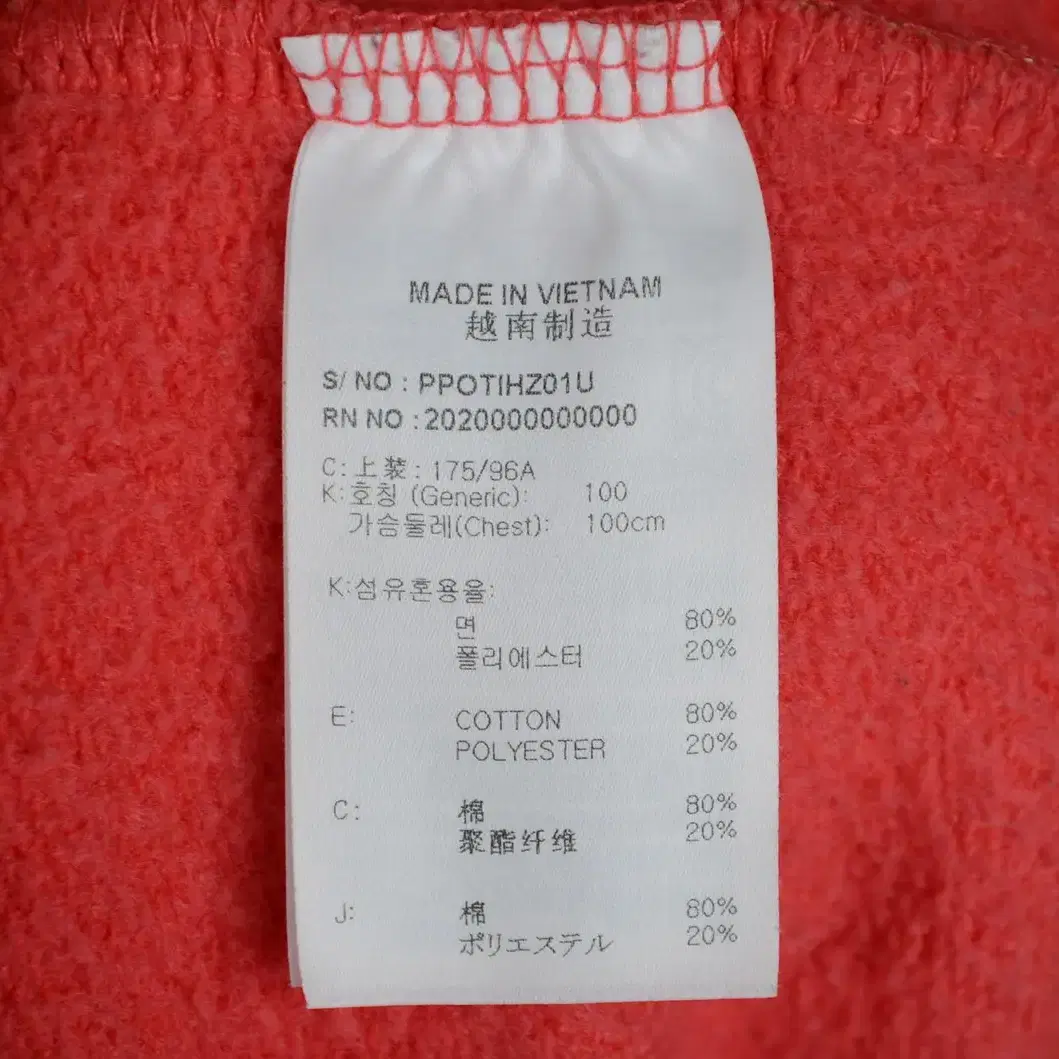 MADE IN VIETNAM
越南制造
S/ NO : PPOTIHZ01U
RN NO : 2020000000000
C: 上装: 175/96A
K: 호칭 (Generic): 100
가슴둘레(Chest): 100cm
K:섬유혼용율:
면 80%
폴리에스터 20%
E: COTTON 80%
POLYESTER 20%
C: 棉 80%
聚酯纤维 20%
J: 棉 80%
ポリエステル 20%